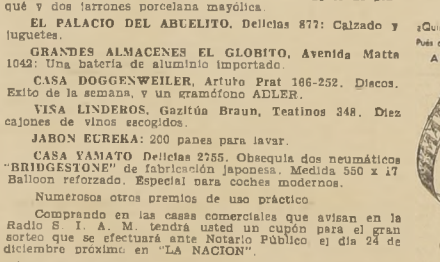 qué y dos jarrones porcelana mayólica.
EL PALACIO DEL ABUELITO, Delicias 877: Calzado y
juguetes.
GRANDES ALMACENES EL GLOBITO, Avenida Matta
1042: Una batería de aluminio importado.
CASA DOGGENWEILER, Arturo Prat 166-252. Discos.
Exito de la semana, y un gramófono ADLER.
VIÑA LINDEROS, Gazitúa Braun, Teatinos 348. Diez
cajones de vinos escogidos.
JABON EUREKA: 200 panes para lavar.
CASA YAMATO Delicias 2755. Obsequia dos neumáticos
"BRIDGESTONE" de fabricación japonesa. Medida 550 x 17
Balloon reforzado. Especial para coches modernos.
Numerosos otros premios de uso práctico
Comprando en las casas comerciales que avisan en la
Radio S. I. A. M. tendrá usted un cupón para el gran
sorteo que se efectuará ante Notario Público el día 24 de
diciembre próximo en "LA NACION".
¿Qui
Pués
A